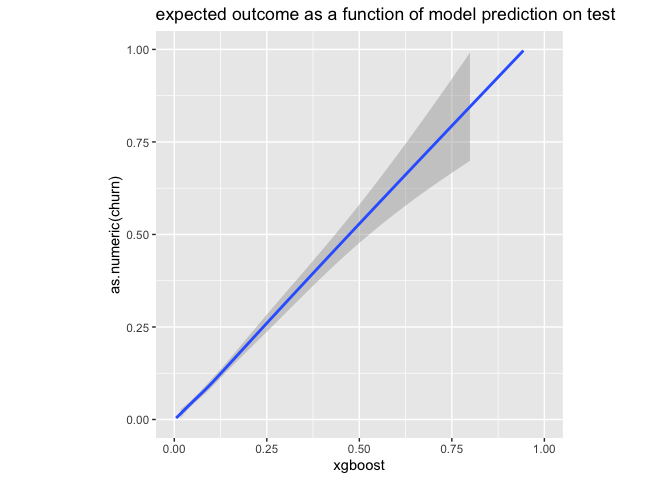 expected outcome as a function of model prediction on test
1.00
0.75
0.50
0.25
0.00
as.numeric(churn)
0.00 0.25 0.50 0.75 1.00
xgboost